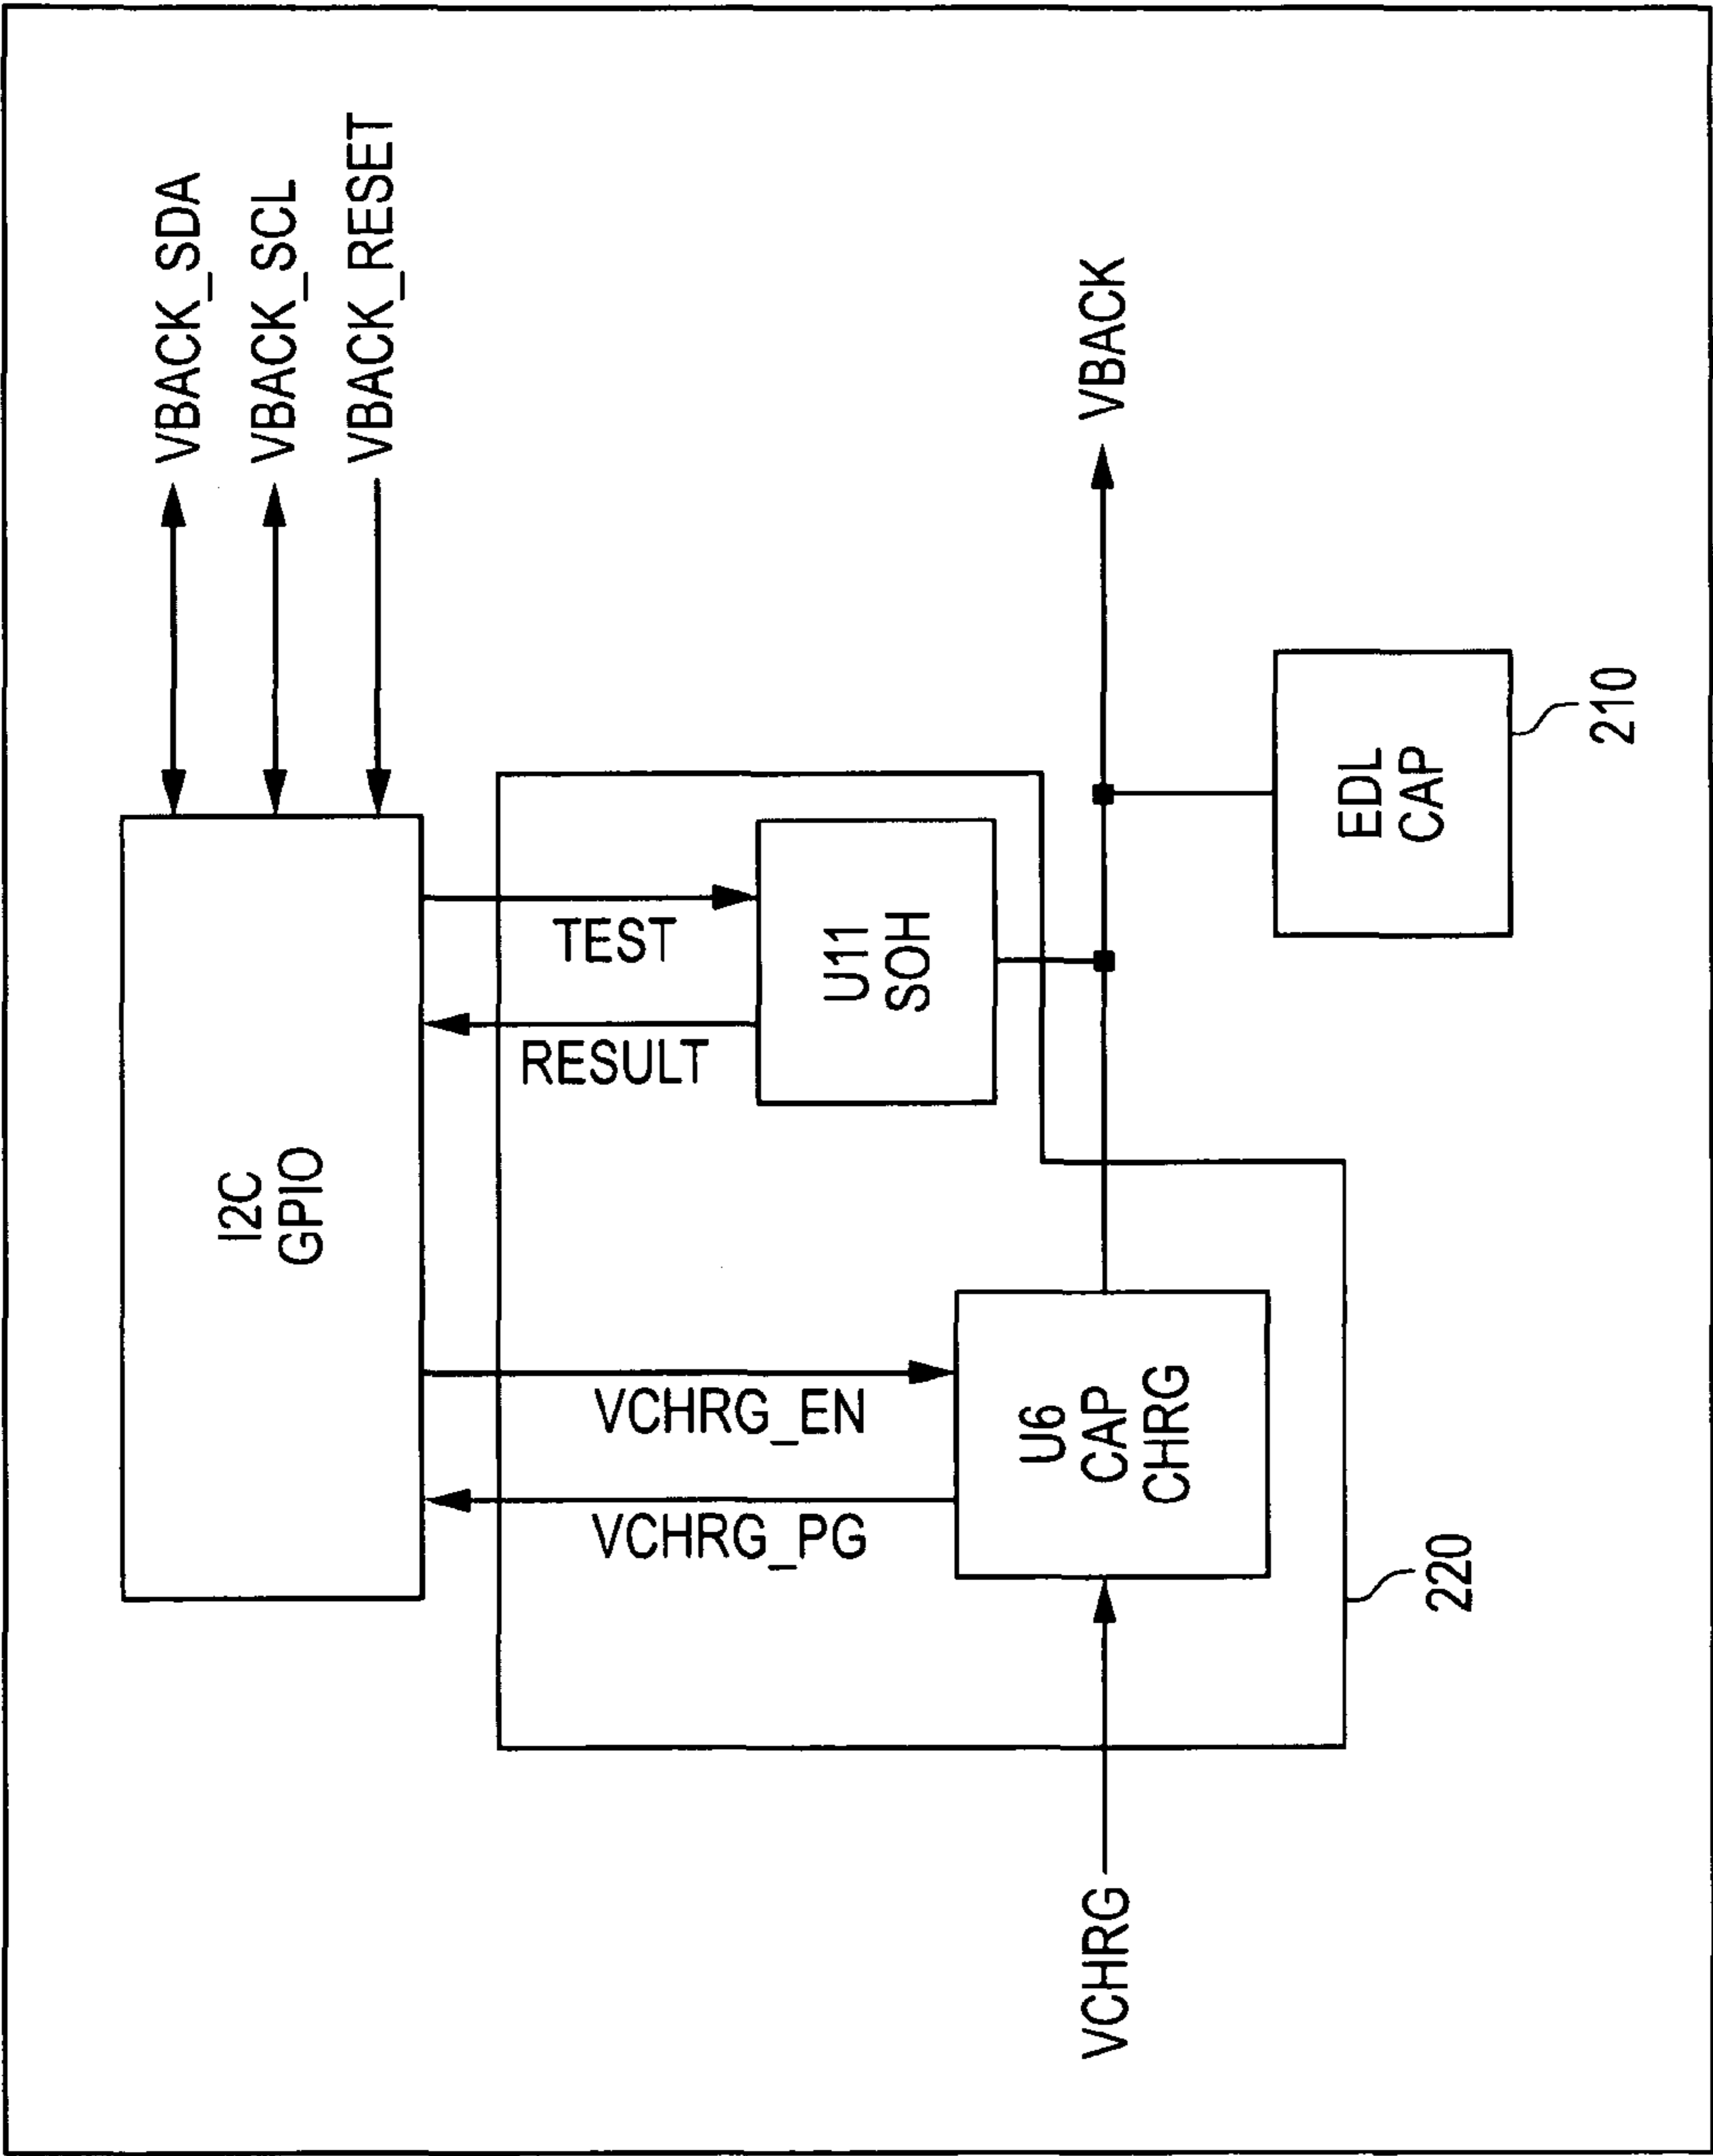 VBACK_SDA
VBACK_SCL
VBACK_RESET
I2C
GPIO
TEST
RESULT
VCHRG_EN
VCHRG_PG
U11
SOH
U6
CAP
CHRG
VCHRG
VBACK
EDL
CAP
210
220